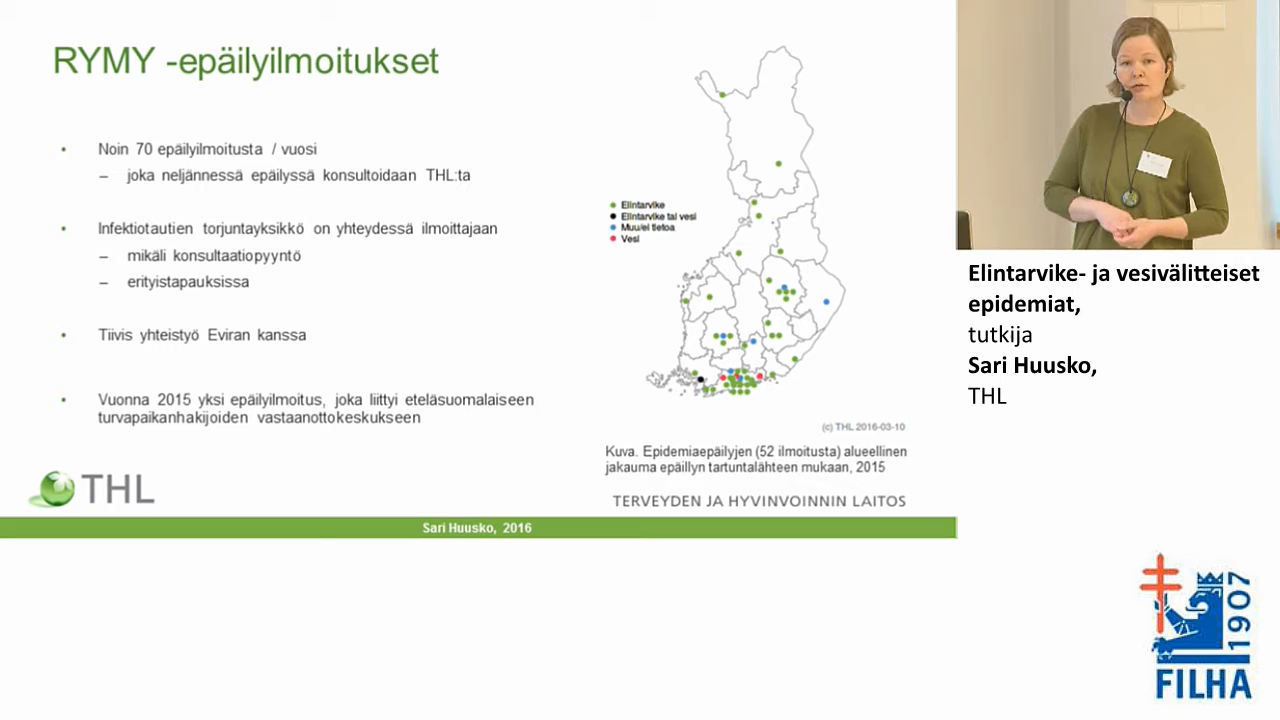 RYMY -epäilyilmoitukset
• Noin 70 epäilyilmoitusta / vuosi
– joka neljännessä epäilyssä konsultoidaan THL:ta
• Infektiotautien torjuntayksikkö on yhteydessä ilmoittajaan
– mikäli konsultaatiopyyntö
– erityistapauksissa
• Tiivis yhteistyö Eviran kanssa
• Vuonna 2015 yksi epäilyilmoitus, joka liittyi eteläsuomalaiseen
turvapaikanhakijoiden vastaanottokeskukseen
Elintarvike
Elintarvike tai vesi
Muu/ei tietoa
Vesi
(c) THL 2016-03-10
Kuva. Epidemiaepäilyjen (52 ilmoitusta) alueellinen
jakauma epäillyn tartuntalähteen mukaan, 2015
THL
TERVEYDEN JA HYVINVOINNIN LAITOS
Sari Huusko, 2016
Elintarvike- ja vesivälitteiset
epidemiat,
tutkija
Sari Huusko,
THL
1907
FILHA